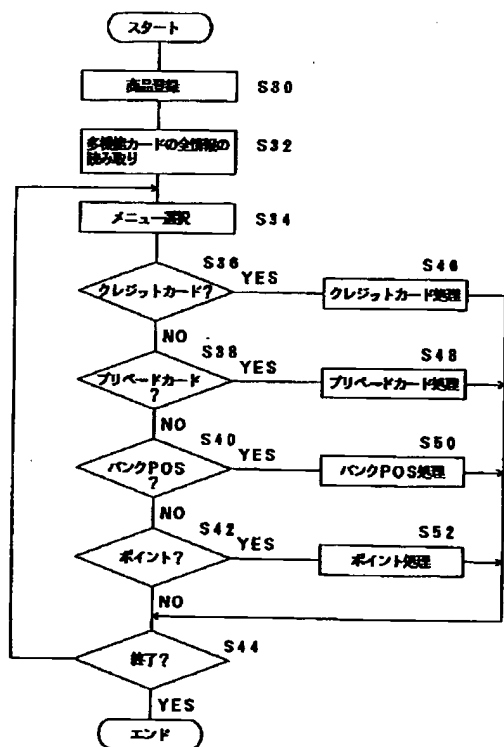 スタート
商品登録 S30
多機能カードの全情報の
読み取り
S32
メニュー選択 S34
S36
クレジットカード?
YES
S46
クレジットカード処理
NO
S38
プリペードカード
?
YES
S48
プリペードカード処理
NO
S40
バンクPOS
?
YES
S50
バンクPOS処理
NO
S42
ポイント?
YES
S52
ポイント処理
NO
S44
終了?
YES
エンド